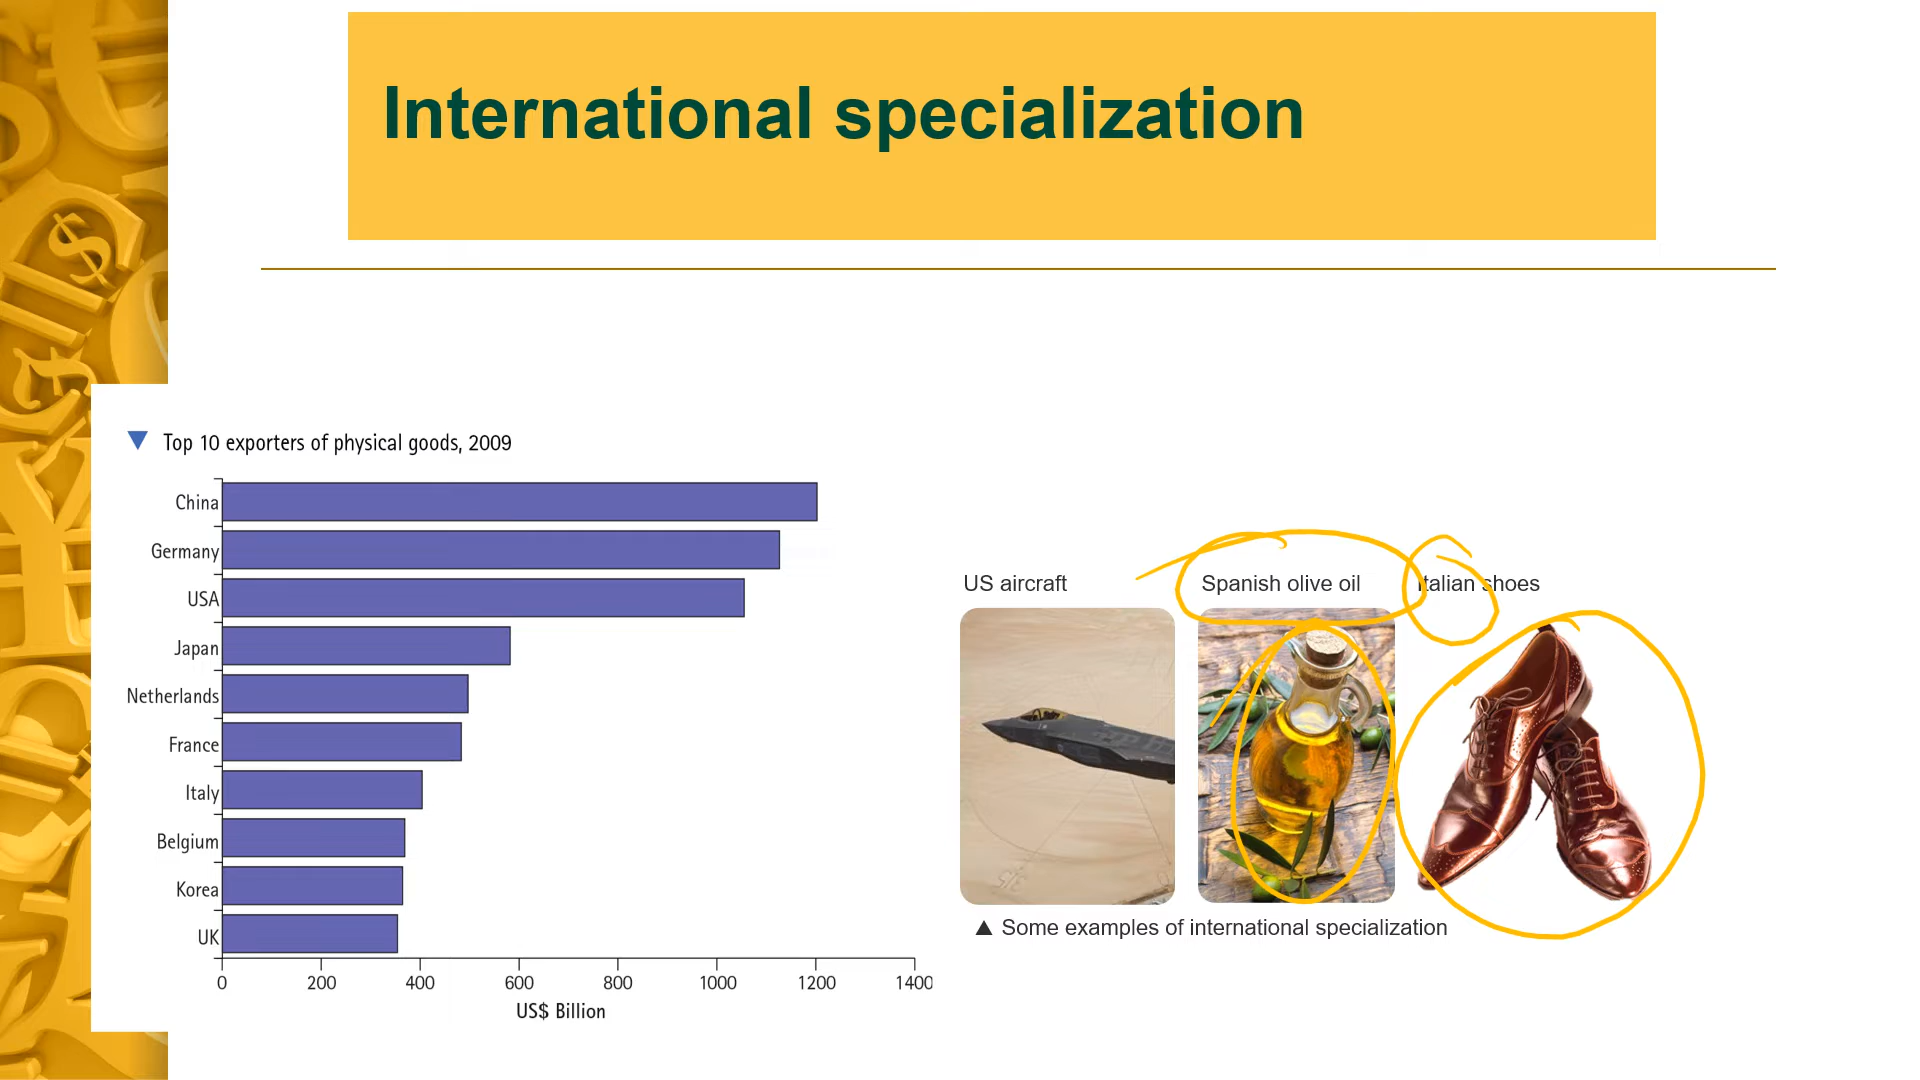 International specialization
Top 10 exporters of physical goods, 2009
China
Germany
USA
Japan
Netherlands
France
Italy
Belgium
Korea
UK
0 200 400 600 800 1000 1200 1400
US$ Billion
US aircraft
Spanish olive oil
Italian shoes
Some examples of international specialization